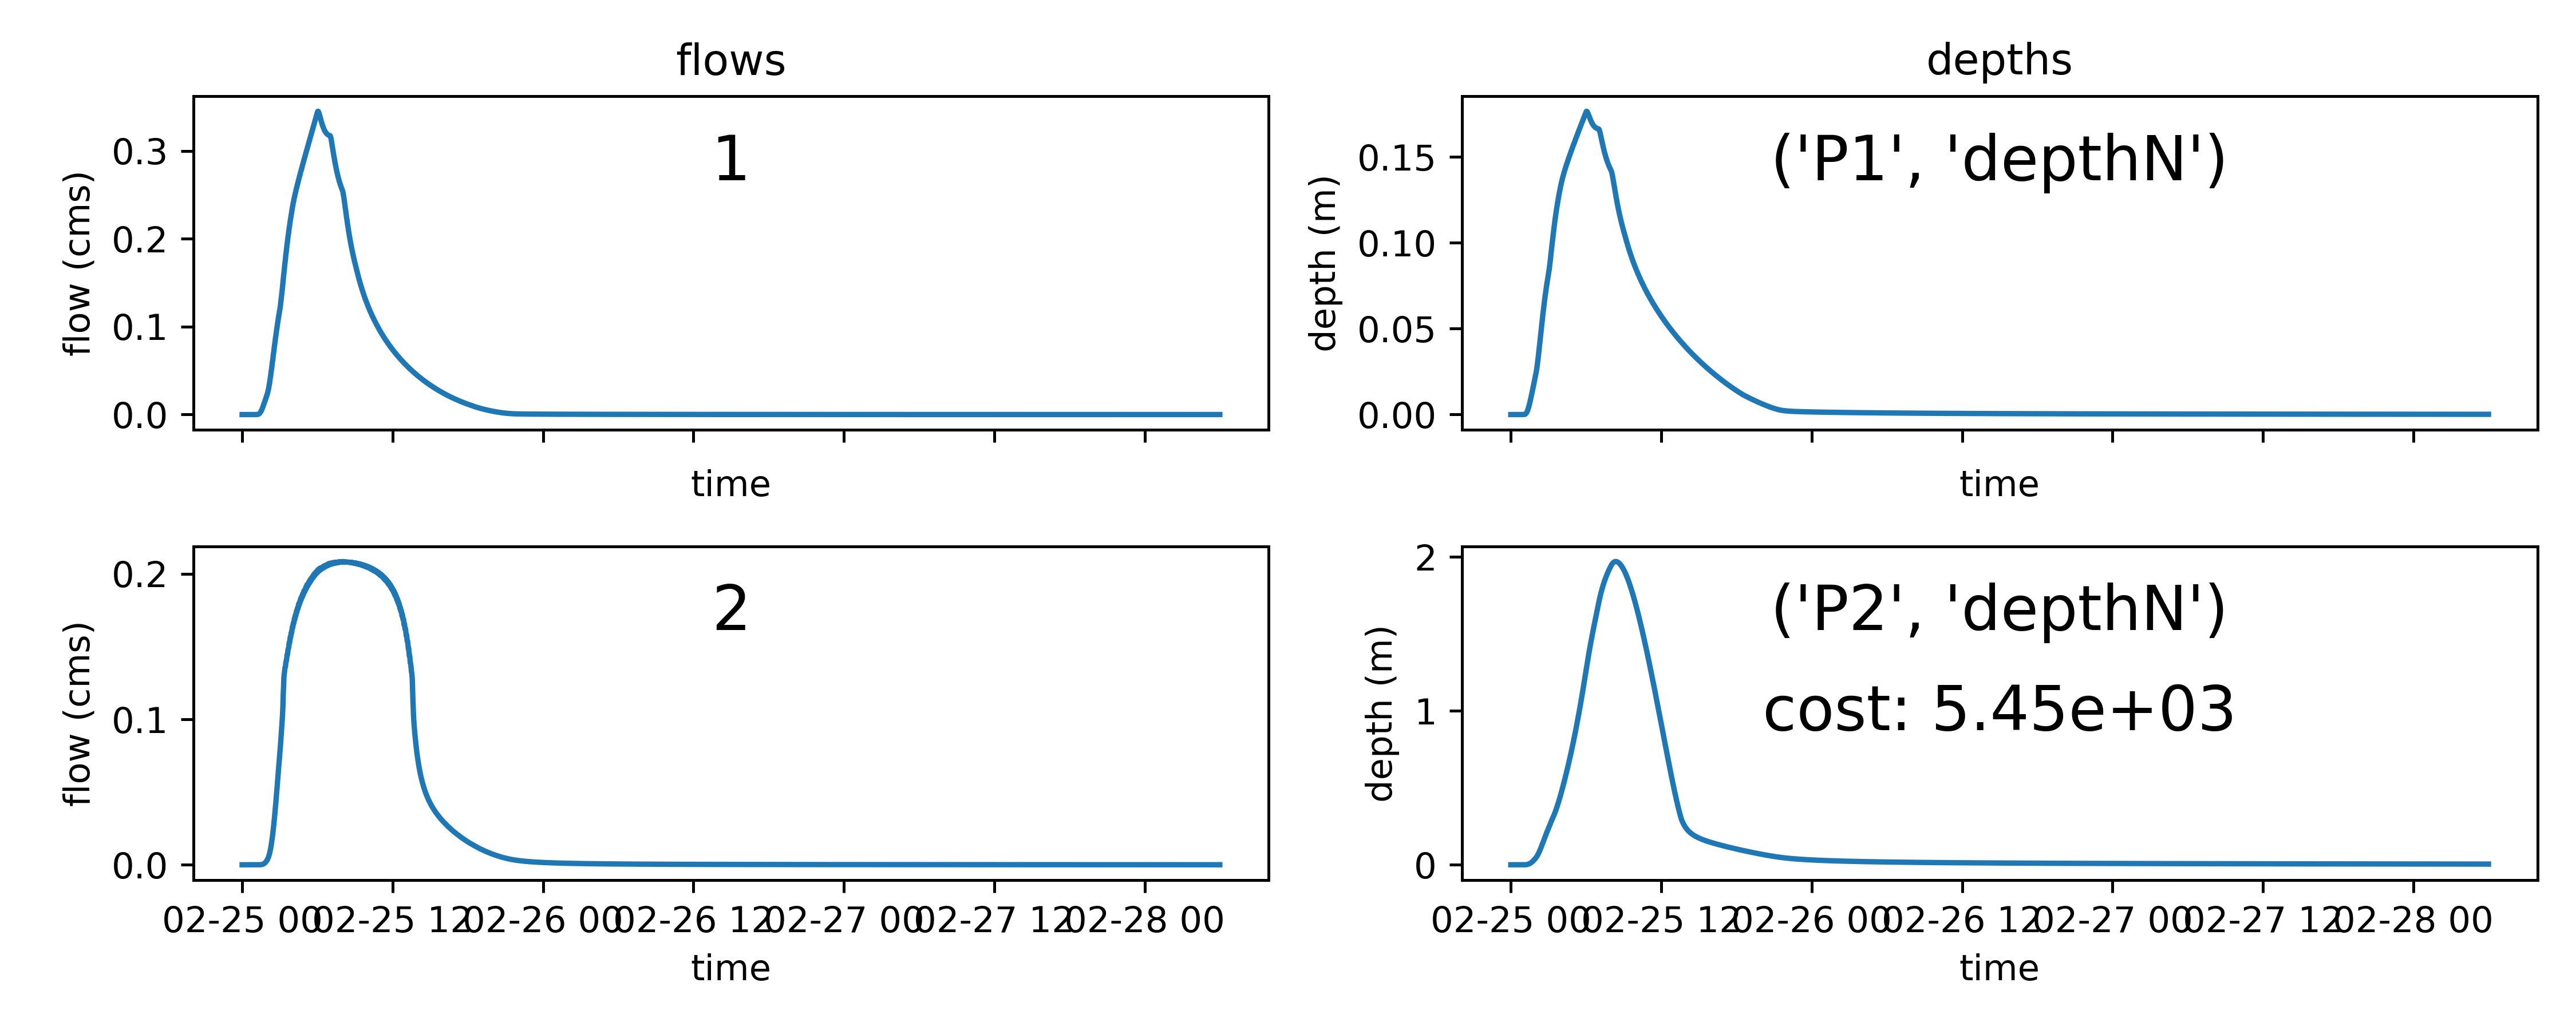 flows
0.3
0.2
0.1
0.0
flow (cms)
1
time
depths
0.15
0.10
0.05
0.00
depth (m)
('P1', 'depthN')
time
0.2
0.1
0.0
flow (cms)
2
02-25 00 02-25 12 02-26 00 02-26 12 02-27 00 02-27 12 02-28 00
time
2
1
0
depth (m)
('P2', 'depthN')
cost: 5.45e+03
02-25 00 02-25 12 02-26 00 02-26 12 02-27 00 02-27 12 02-28 00
time